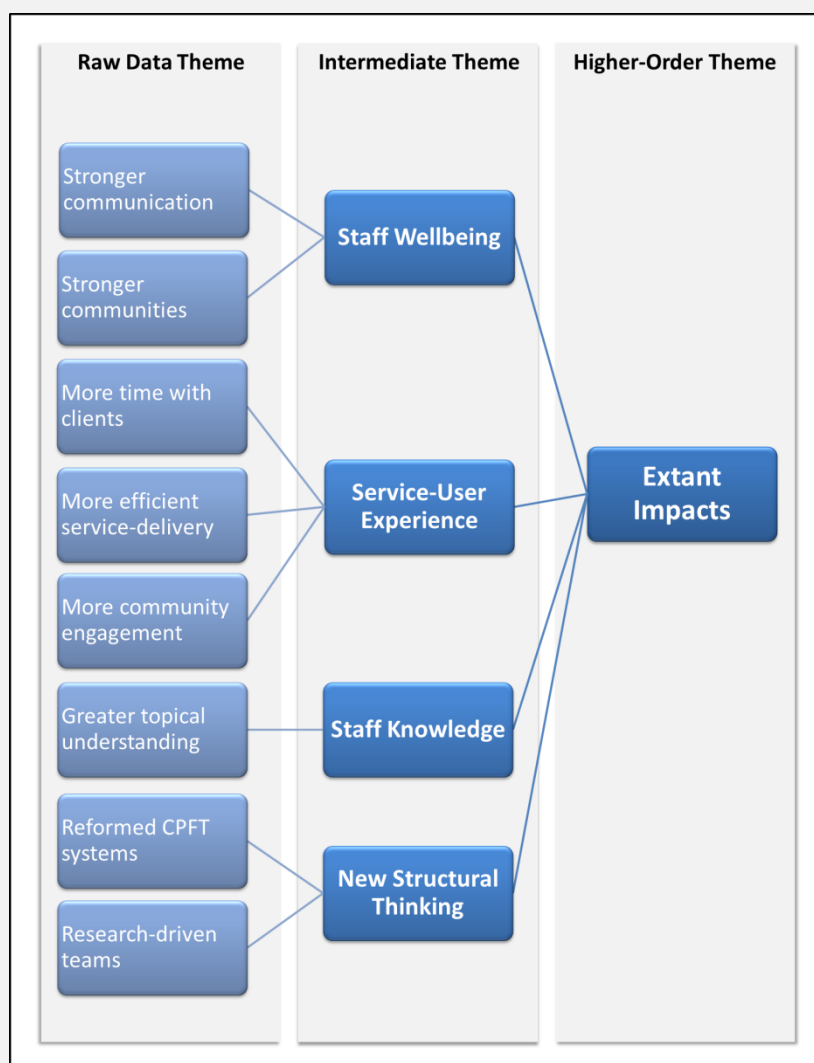 Raw Data Theme
Intermediate Theme
Higher-Order Theme
Stronger
communication
Stronger
communities
More time with
clients
More efficient
service-delivery
More community
engagement
Greater topical
understanding
Reformed CPFT
systems
Research-driven
teams
Staff Wellbeing
Service-User
Experience
Staff Knowledge
New Structural
Thinking
Extant
Impacts